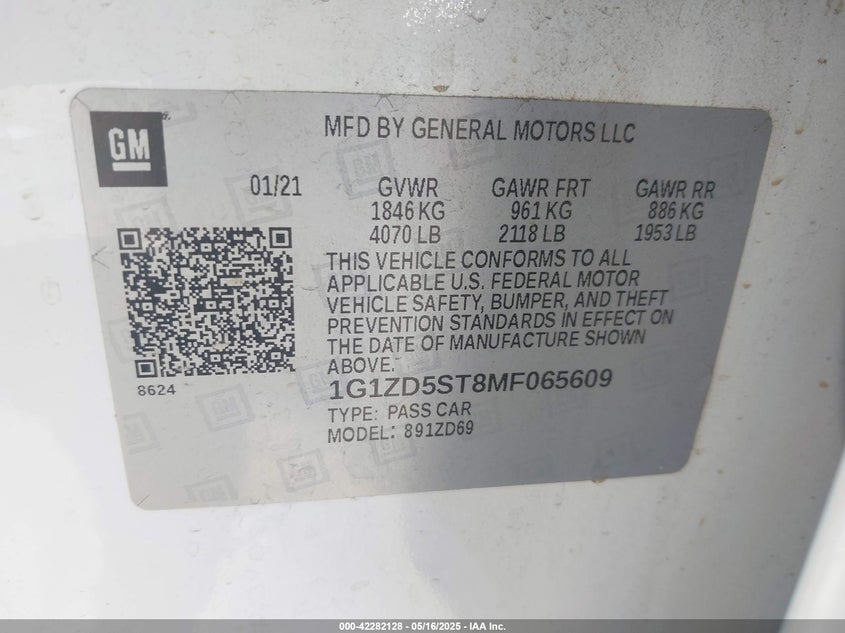 GM
MFD BY GENERAL MOTORS LLC
01/21 GVWR GAWR FRT GAWR RR
1846 KG 961 KG 886 KG
4070 LB 2118 LB 1953 LB
THIS VEHICLE CONFORMS TO ALL
APPLICABLE U.S. FEDERAL MOTOR
VEHICLE SAFETY, BUMPER, AND THEFT
PREVENTION STANDARDS IN EFFECT ON
THE DATE OF MANUFACTURE SHOWN
ABOVE.
8624
1G1ZD5ST8MF065609
TYPE: PASS CAR
MODEL: 891ZD69
000-42282128 - 05/16/2025 - IAA Inc.